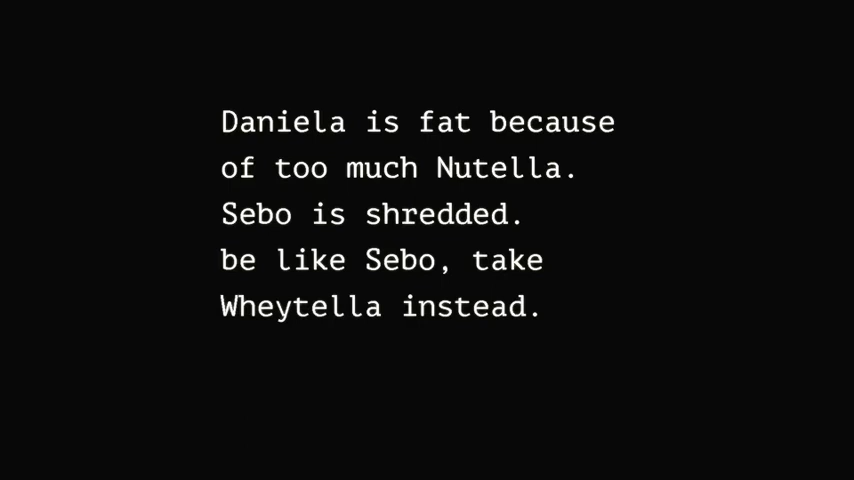 Daniela is fat because
of too much Nutella.
Sebo is shredded.
be like Sebo, take
Wheytella instead.